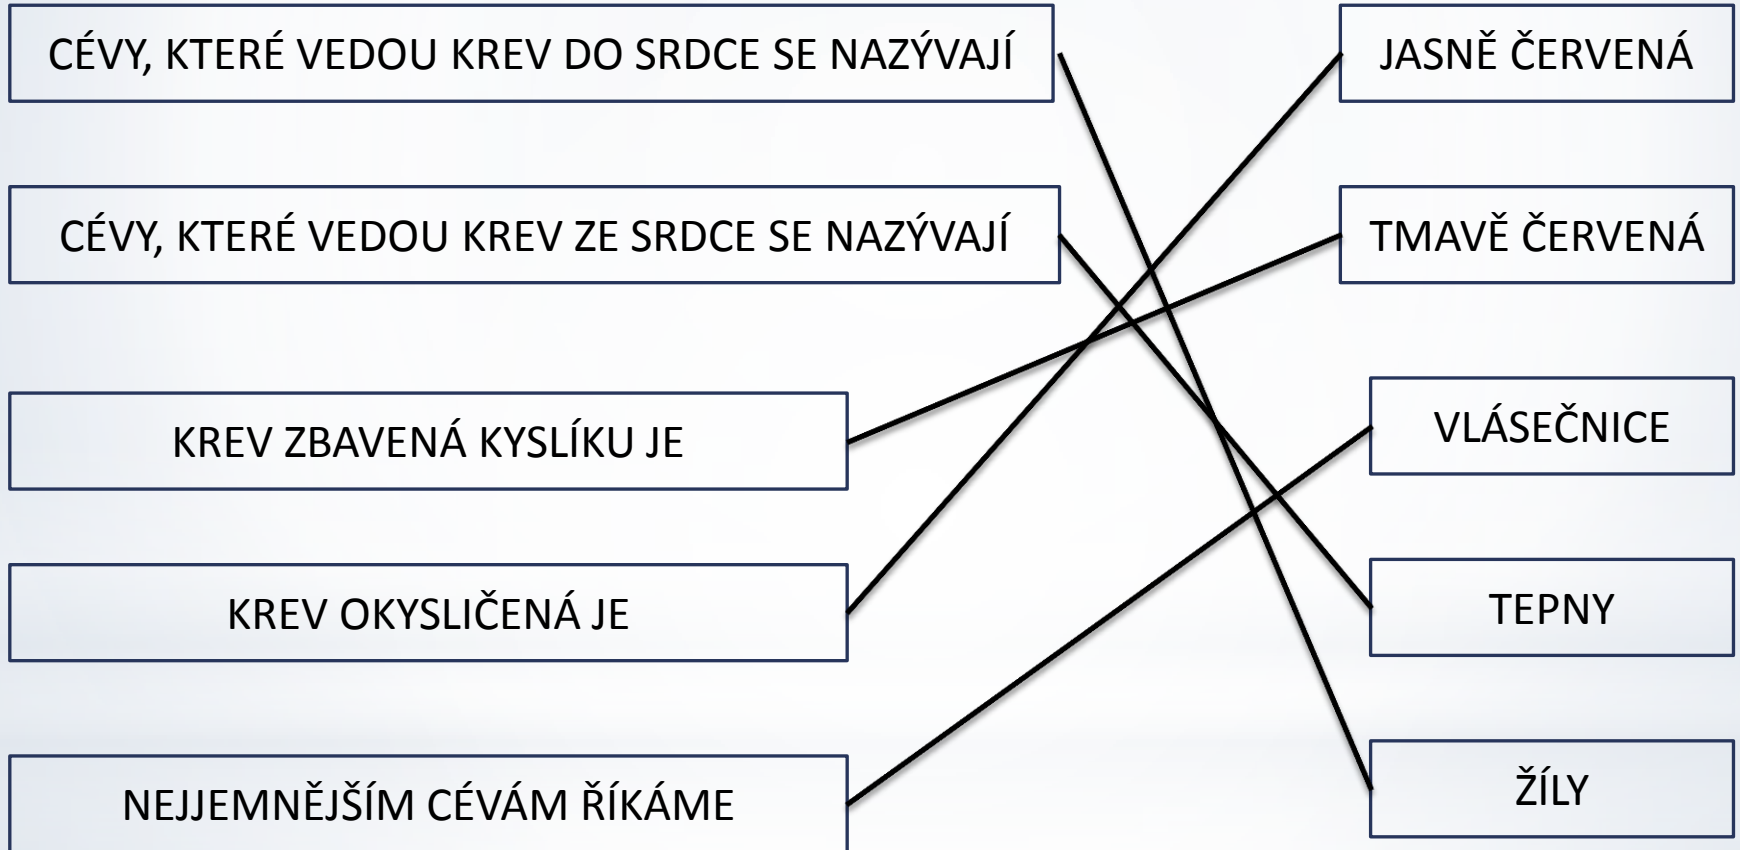 CÉVY, KTERÉ VEDOU KREV DO SRDCE SE NAZÝVAJÍ
JASNĚ ČERVENÁ
CÉVY, KTERÉ VEDOU KREV ZE SRDCE SE NAZÝVAJÍ
TMAVĚ ČERVENÁ
KREV ZBAVENÁ KYSLÍKU JE
VLÁSEČNICE
KREV OKYSLIČENÁ JE
TEPNY
NEJJEMNĚJŠÍM CÉVÁM ŘÍKÁME
ŽÍLY